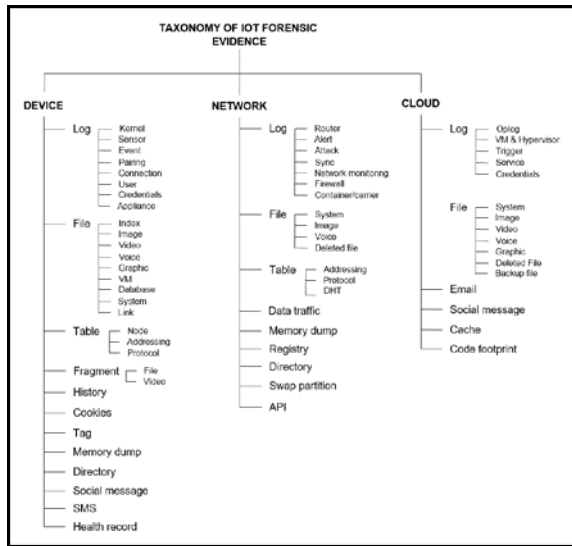 TAXONOMY OF IOT FORENSIC
EVIDENCE
DEVICE
Log
Kernel
Sensor
Event
Pairing
Connection
User
Credentials
Appliance
File
Index
Image
Video
Voice
Graphic
VM
Database
System
Link
Table
Node
Addressing
Protocol
Fragment
File
Video
History
Cookies
Tag
Memory dump
Directory
Social message
SMS
Health record
NETWORK
Log
Router
Alert
Attack
Sync
Network monitoring
Firewall
Container/carrier
File
System
Image
Voice
Deleted file
Table
Addressing
Protocol
DHT
Data traffic
Memory dump
Registry
Directory
Swap partition
API
CLOUD
Log
Oplog
VM & Hypervisor
Trigger
Service
Credentials
File
System
Image
Video
Voice
Graphic
Deleted File
Backup file
Email
Social message
Cache
Code footprint